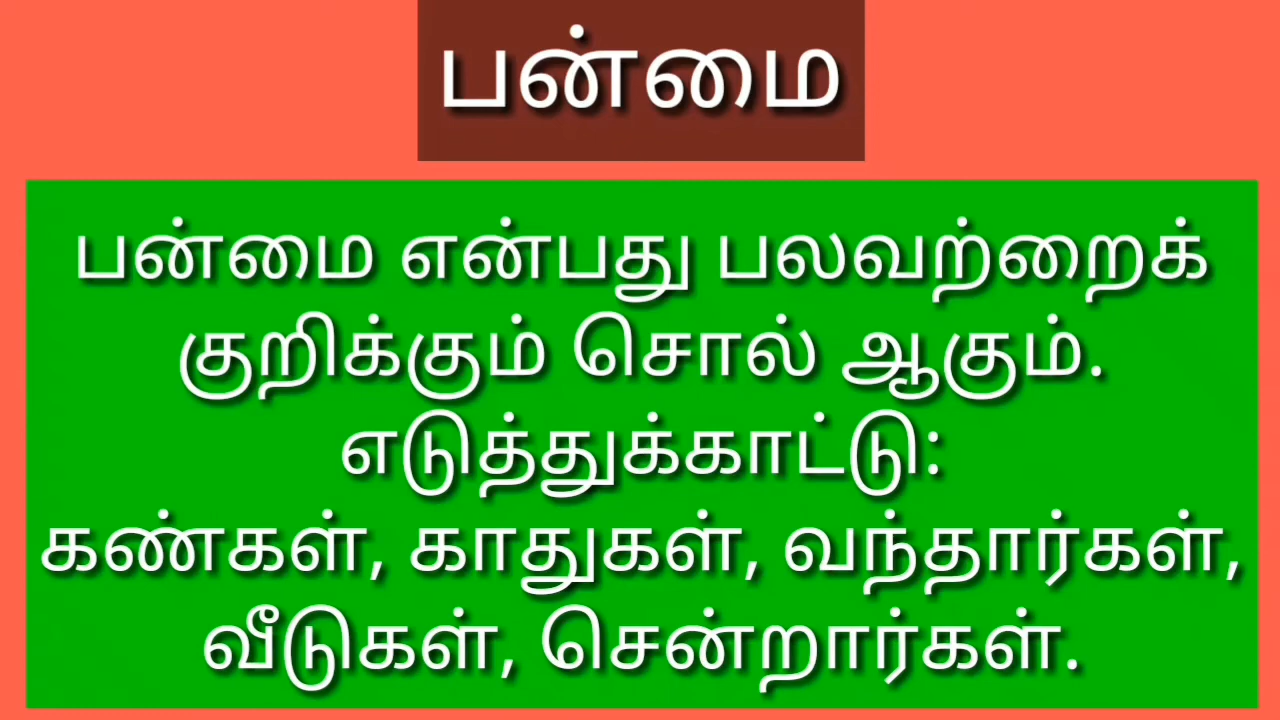 பன்மை
பன்மை என்பது பலவற்றைக்
குறிக்கும் சொல் ஆகும்.
எடுத்துக்காட்டு:
கண்கள், காதுகள், வந்தார்கள்,
வீடுகள், சென்றார்கள்.